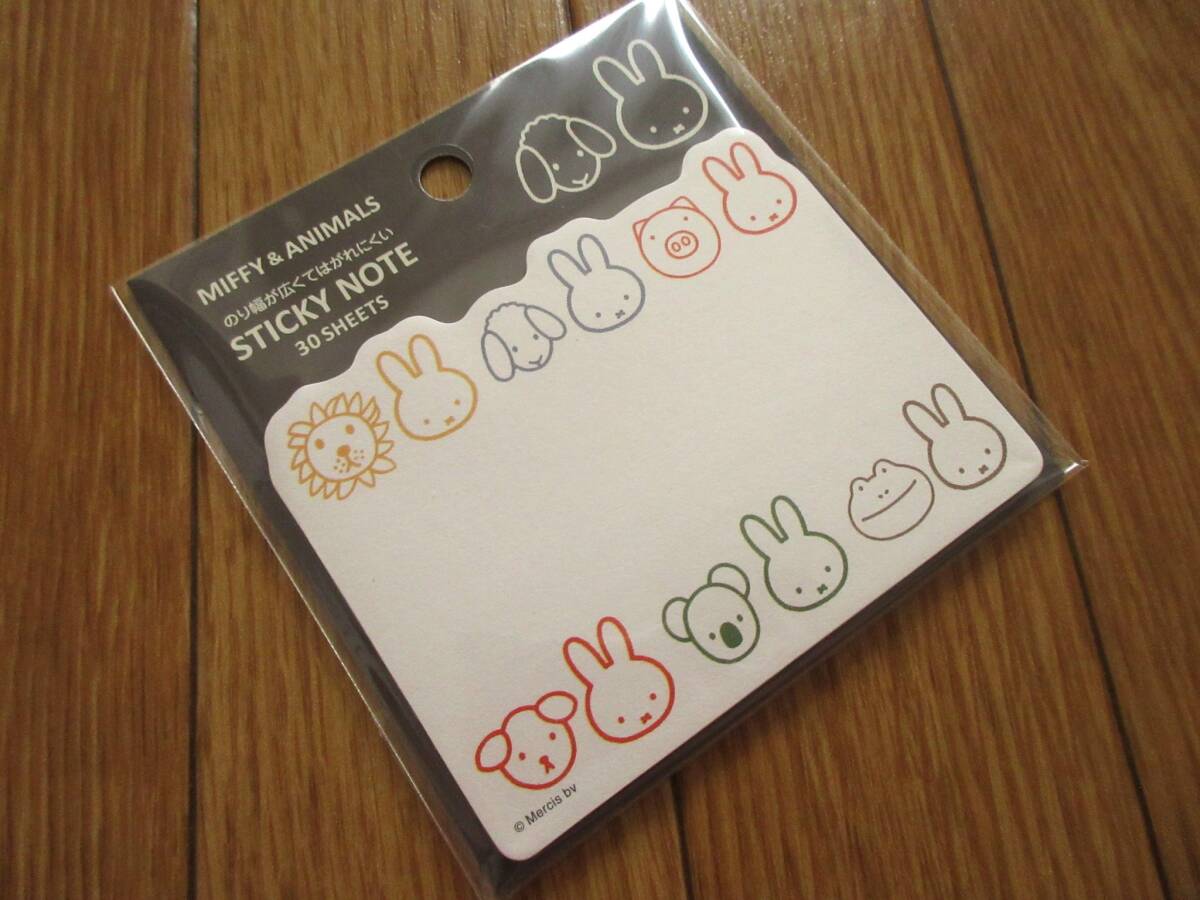 MIFFY & ANIMALS
のり幅が広くてはがれにくい
STICKY NOTE
30 SHEETS
© Mercis bv